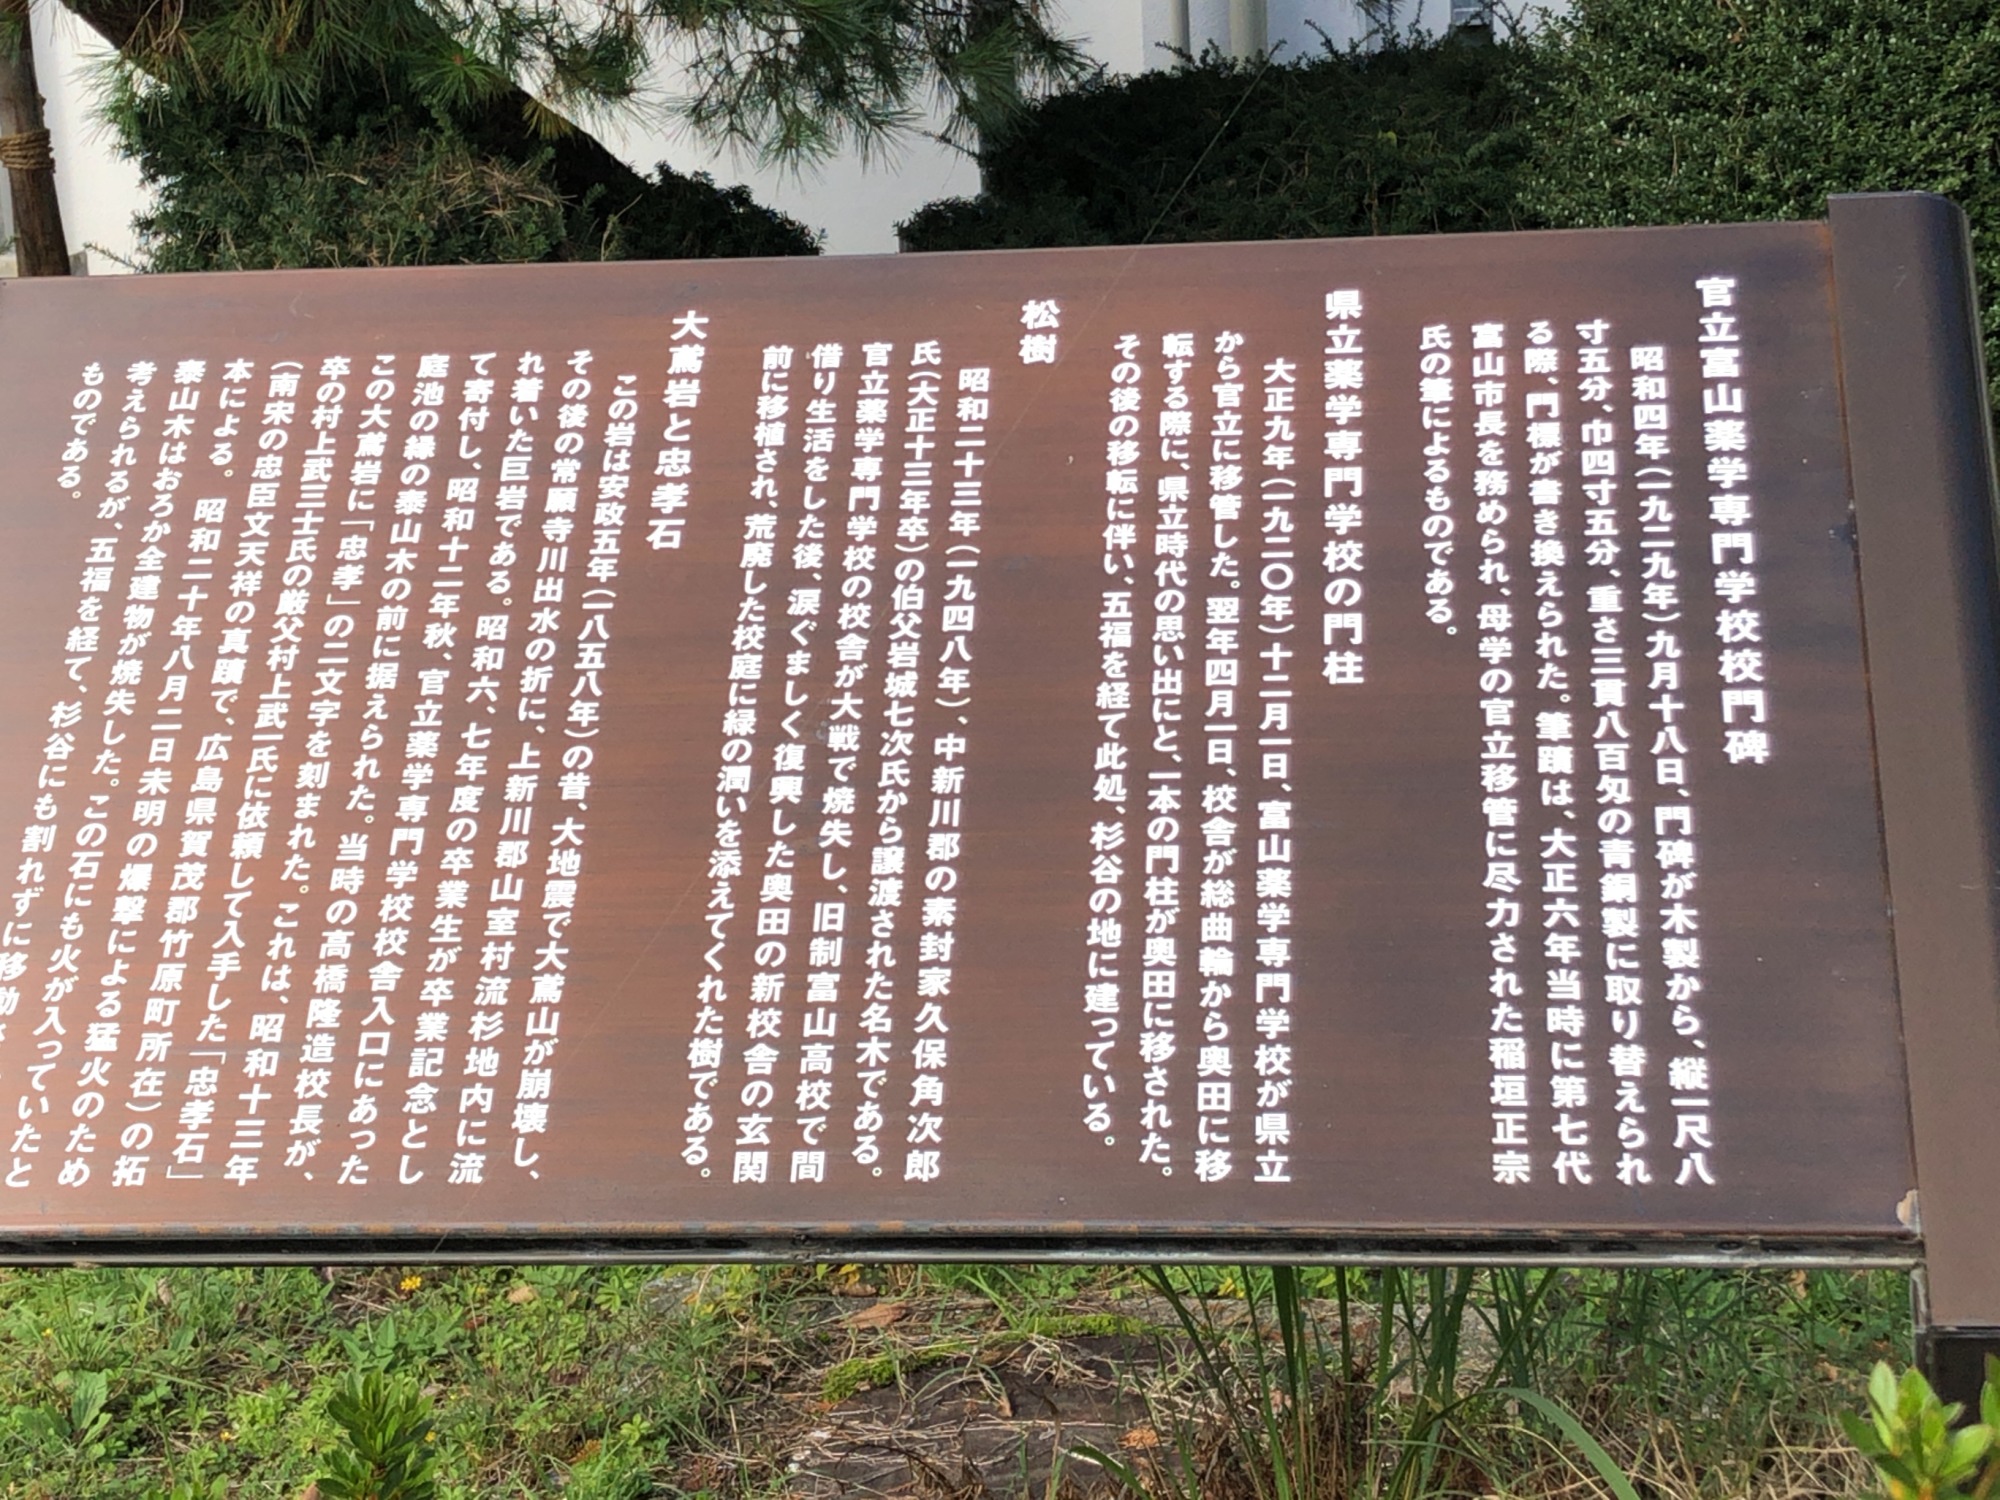 官立富山薬学専門学校校門碑
昭和四年（一九二九年）九月十八日、門碑が木製から、縦一尺八
寸五分、巾四寸五分、重さ三貫八百匁の青銅製に取り替えられ
る際、門標が書き換えられた。筆蹟は、大正六年当時に第七代
富山市長を務められ、母学の官立移管に尽力された稲垣正宗
氏の筆によるものである。
県立薬学専門学校の門柱
大正九年（一九二〇年）十二月一日、富山薬学専門学校が県立
から官立に移管した。翌年四月一日、校舎が総曲輪から奥田に移
転する際に、県立時代の思い出にと、一本の門柱が奥田に移された。
その後の移転に伴い、五福を経て此処、杉谷の地に建っている。
松樹
昭和二十三年（一九四八年）、中新川郡の素封家久保角次郎
氏（大正十三年卒）の伯父岩城七次氏から譲渡された名木である。
官立薬学専門学校の校舎が大戦で焼失し、旧制富山高校で間
借り生活をした後、涙ぐましく復興した奥田の新校舎の玄関
前に移植され、荒廃した校庭に緑の潤いを添えてくれた樹である。
大鳶岩と忠孝石
この岩は安政五年（一八五八年）の昔、大地震で大鳶山が崩壊し、
その後の常願寺川出水の折に、上新川郡山室村流杉地内に流
れ着いた巨岩である。昭和六、七年度の卒業生が卒業記念とし
て寄付し、昭和十二年秋、官立薬学専門学校校舎入口にあった
庭池の縁の泰山木の前に据えられた。当時の高橋隆造校長が、
この大鳶岩に「忠孝」の二文字を刻まれた。これは、昭和十三年
卒の村上武三士氏の厳父村上武一氏に依頼して入手した「忠孝石」
（南宋の忠臣文天祥の真蹟で、広島県賀茂郡竹原町所在）の拓
本による。　昭和二十年八月二日未明の爆撃による猛火のため
泰山木はおろか全建物が焼失した。この石にも火が入っていたと
考えられるが、五福を経て、杉谷にも割れずに移動さ
ものである。